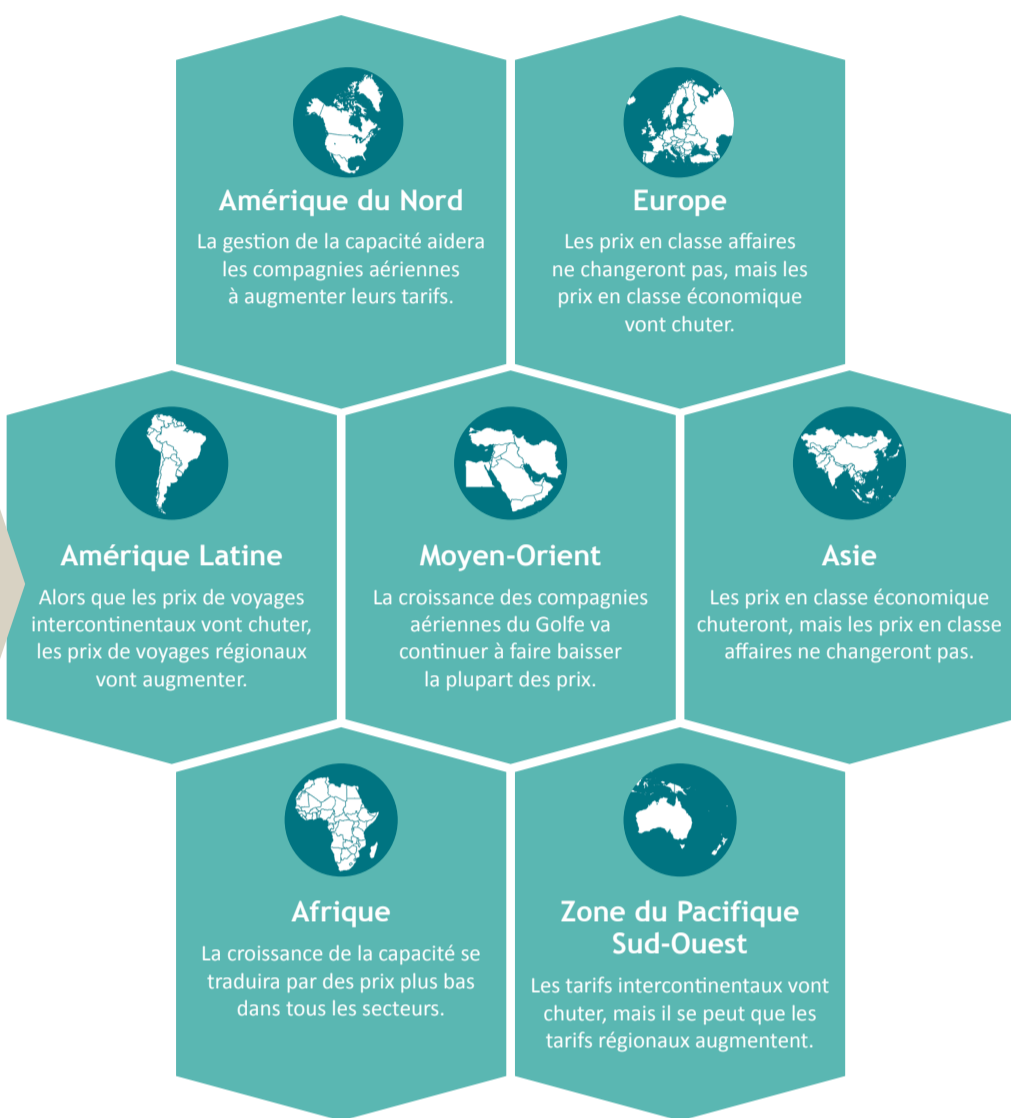 Amérique du Nord
La gestion de la capacité aidera
les compagnies aériennes
à augmenter leurs tarifs.
Europe
Les prix en classe affaires
ne changeront pas, mais les
prix en classe économique
vont chuter.
Amérique Latine
Alors que les prix de voyages
intercontinentaux vont chuter,
les prix de voyages régionaux
vont augmenter.
Moyen-Orient
La croissance des compagnies
aériennes du Golfe va
continuer à faire baisser
la plupart des prix.
Asie
Les prix en classe économique
chuteront, mais les prix en classe
affaires ne changeront pas.
Afrique
La croissance de la capacité se
traduira par des prix plus bas
dans tous les secteurs.
Zone du Pacifique
Sud-Ouest
Les tarifs intercontinentaux vont
chuter, mais il se peut que les
tarifs régionaux augmentent.